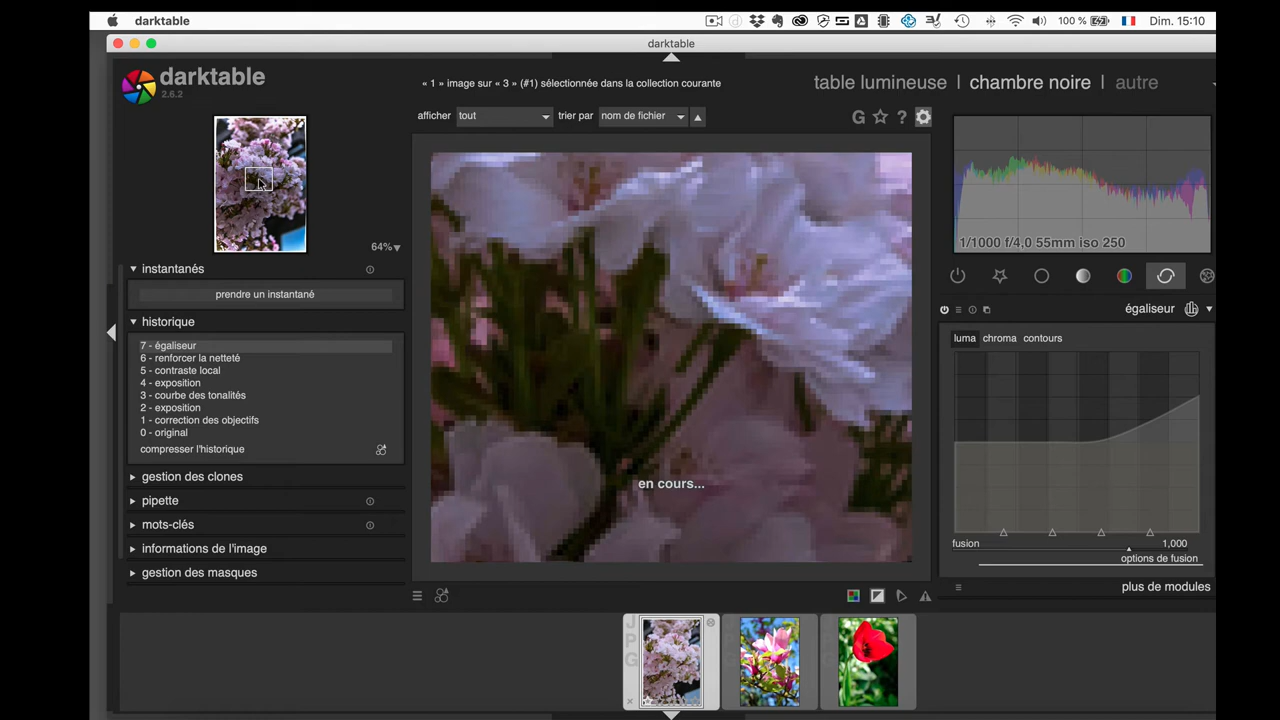 darktable
100 %
Dim. 15:10
darktable
darktable
2.6.2
« 1 » image sur « 3 » (#1) sélectionnée dans la collection courante
table lumineuse | chambre noire | autre
afficher tout trier par nom de fichier
G ?
64%
1/1000 f/4,0 55mm iso 250
instantanés
prendre un instantané
historique
7 - égaliseur
6 - renforcer la netteté
5 - contraste local
4 - exposition
3 - courbe des tonalités
2 - exposition
1 - correction des objectifs
0 - original
compresser l'historique
gestion des clones
pipette
mots-clés
informations de l'image
gestion des masques
en cours...
égaliseur
luma chroma contours
fusion 1,000
options de fusion
plus de modules
J
P
G